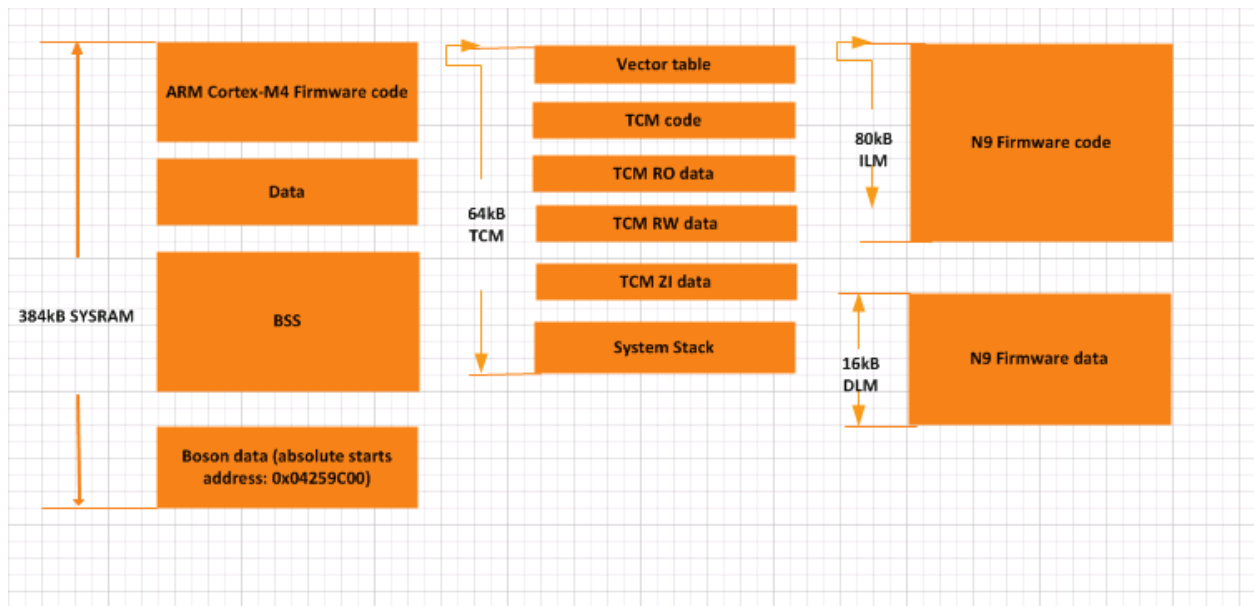 384kB SYSRAM
ARM Cortex-M4 Firmware code
Data
BSS
Boson data (absolute starts
address: 0x04259C00)
64kB
TCM
Vector table
TCM code
TCM RO data
TCM RW data
TCM ZI data
System Stack
80kB
ILM
N9 Firmware code
16kB
DLM
N9 Firmware data